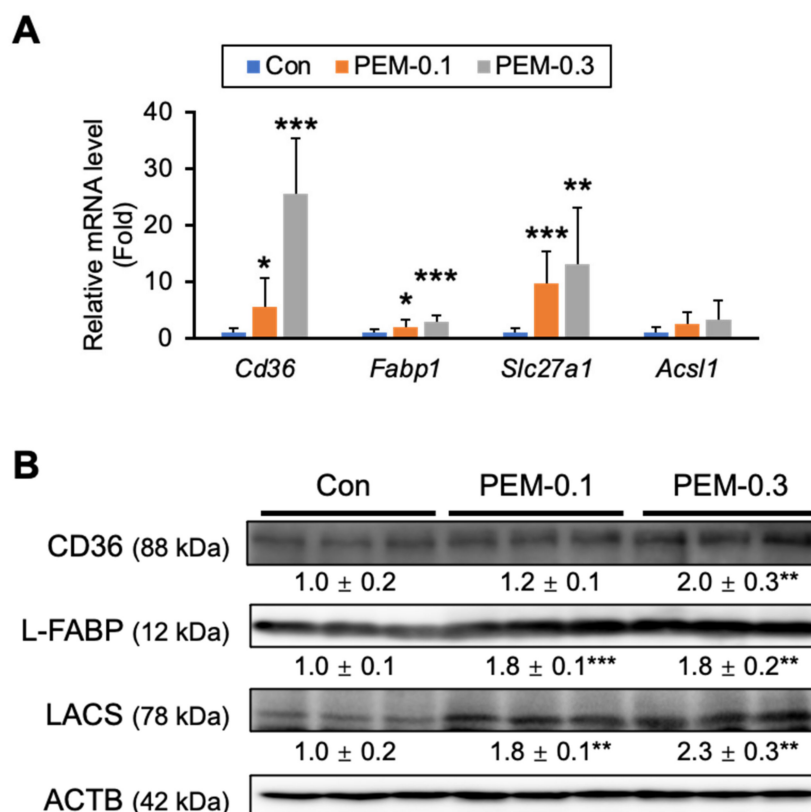 A
Con PEM-0.1 PEM-0.3
Relative mRNA level
(Fold)
40
30
20
10
0
* *** * *** *** **
Cd36 Fabp1 Slc27a1 Acsl1
B
Con PEM-0.1 PEM-0.3
CD36 (88 kDa)
1.0 ± 0.2 1.2 ± 0.1 2.0 ± 0.3**
L-FABP (12 kDa)
1.0 ± 0.1 1.8 ± 0.1*** 1.8 ± 0.2**
LACS (78 kDa)
1.0 ± 0.2 1.8 ± 0.1** 2.3 ± 0.3**
ACTB (42 kDa)